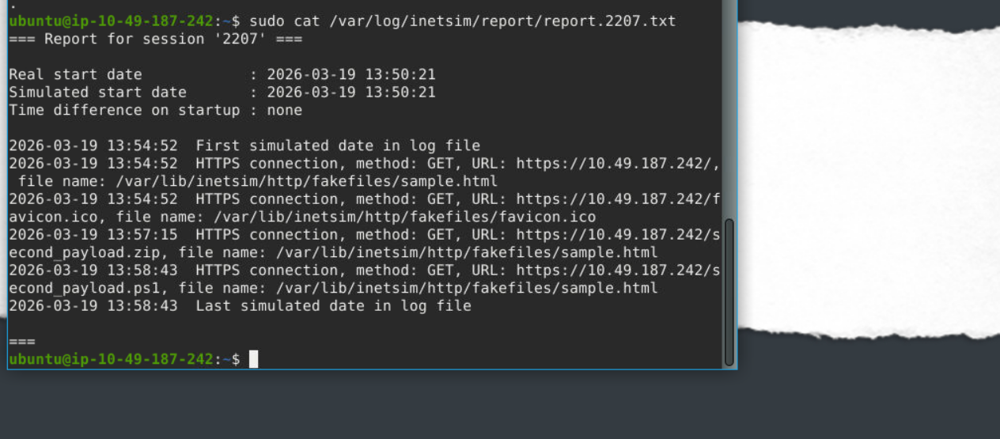 .
ubuntu@ip-10-49-187-242:~$ sudo cat /var/log/inetsim/report/report.2207.txt
=== Report for session '2207' ===
Real start date            : 2026-03-19 13:50:21
Simulated start date       : 2026-03-19 13:50:21
Time difference on startup : none
2026-03-19 13:54:52  First simulated date in log file
2026-03-19 13:54:52  HTTPS connection, method: GET, URL: https://10.49.187.242/,
 file name: /var/lib/inetsim/http/fakefiles/sample.html
2026-03-19 13:54:52  HTTPS connection, method: GET, URL: https://10.49.187.242/f
avicon.ico, file name: /var/lib/inetsim/http/fakefiles/favicon.ico
2026-03-19 13:57:15  HTTPS connection, method: GET, URL: https://10.49.187.242/s
econd_payload.zip, file name: /var/lib/inetsim/http/fakefiles/sample.html
2026-03-19 13:58:43  HTTPS connection, method: GET, URL: https://10.49.187.242/s
econd_payload.ps1, file name: /var/lib/inetsim/http/fakefiles/sample.html
2026-03-19 13:58:43  Last simulated date in log file
===
ubuntu@ip-10-49-187-242:~$